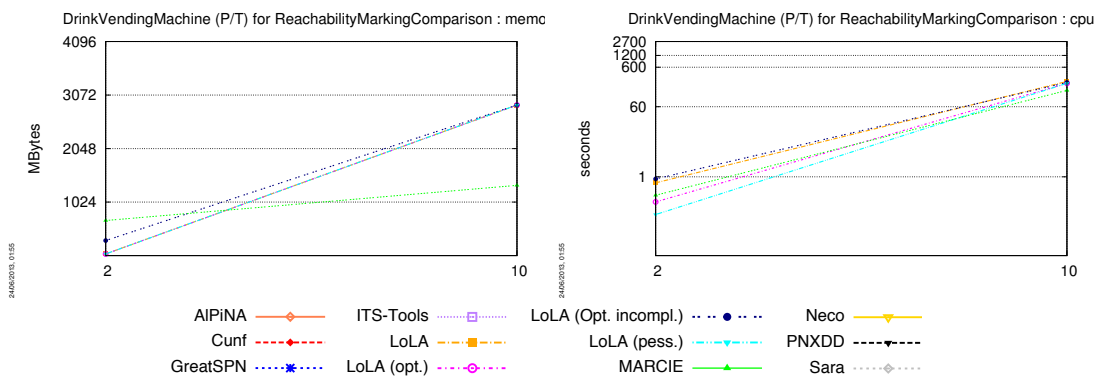 DrinkVendingMachine (P/T) for ReachabilityMarkingComparison : memo
4096
3072
2048
1024
MBytes
2
10
24/06/2013, 01:55
DrinkVendingMachine (P/T) for ReachabilityMarkingComparison : cpu
2700
1200
600
60
1
seconds
2
10
24/06/2013, 01:55
AlPiNA
Cunf
GreatSPN
ITS-Tools
LoLA
LoLA (opt.)
LoLA (Opt. incompl.)
LoLA (pess.)
MARCIE
Neco
PNXDD
Sara